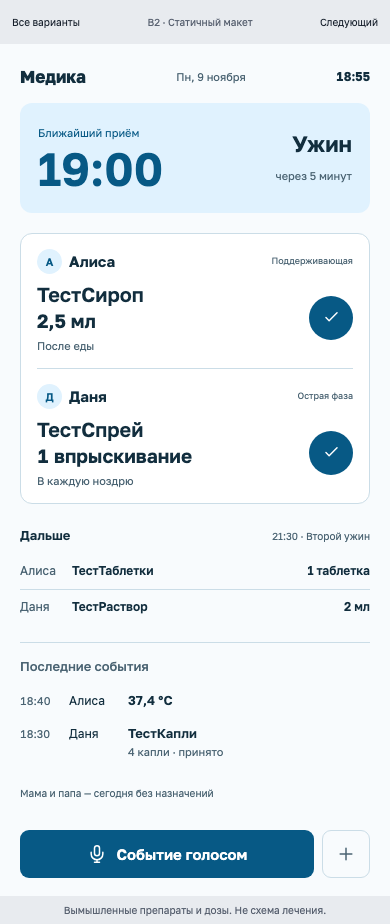 Все варианты B2 · Статичный макет Следующий
Медика Пн, 9 ноября 18:55
Ближайший приём
19:00
Ужин
через 5 минут
А Алиса Поддерживающая
ТестСироп
2,5 мл
После еды
Д Даня Острая фаза
ТестСпрей
1 впрыскивание
В каждую ноздрю
Дальше 21:30 · Второй ужин
Алиса ТестТаблетки 1 таблетка
Даня ТестРаствор 2 мл
Последние события
18:40 Алиса 37,4 °C
18:30 Даня ТестКапли
4 капли · принято
Мама и папа — сегодня без назначений
Событие голосом
Вымышленные препараты и дозы. Не схема лечения.